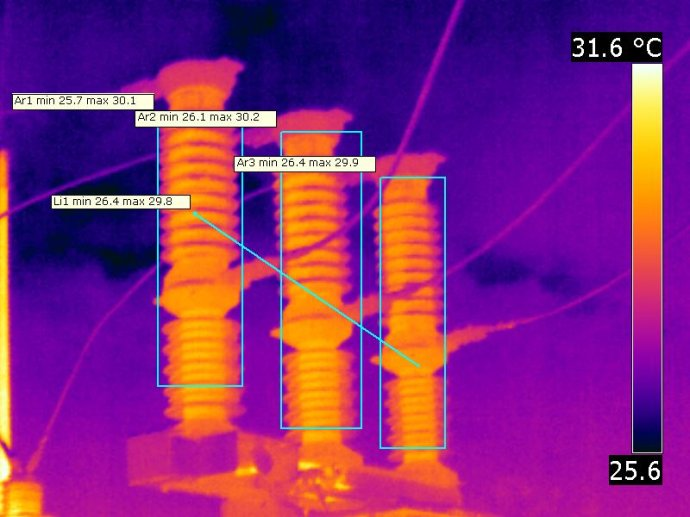 31.6 °C
Ar1 min 25.7 max 30.1
Ar2 min 26.1 max 30.2
Ar3 min 26.4 max 29.9
Li1 min 26.4 max 29.8
25.6